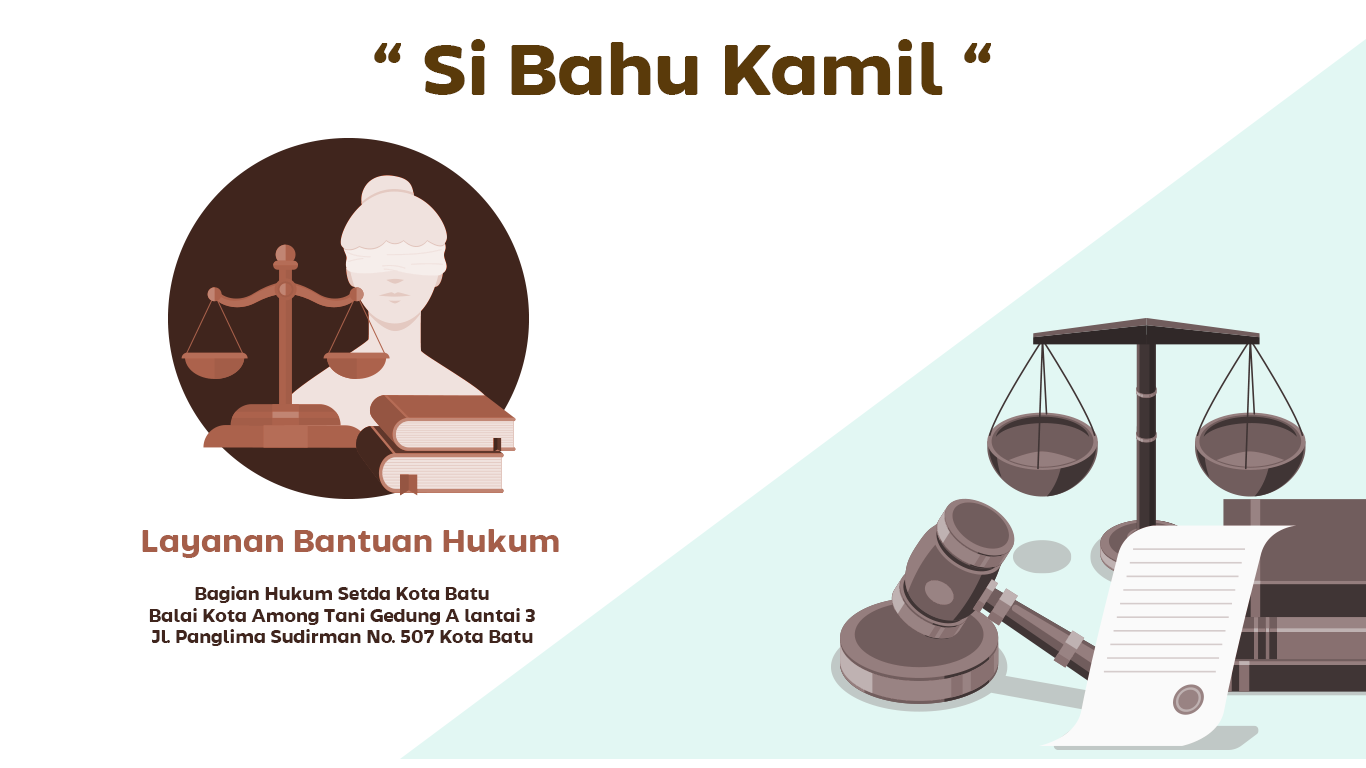 “ Si Bahu Kamil “
Layanan Bantuan Hukum
Bagian Hukum Setda Kota Batu
Balai Kota Among Tani Gedung A lantai 3
Jl. Panglima Sudirman No. 507 Kota Batu